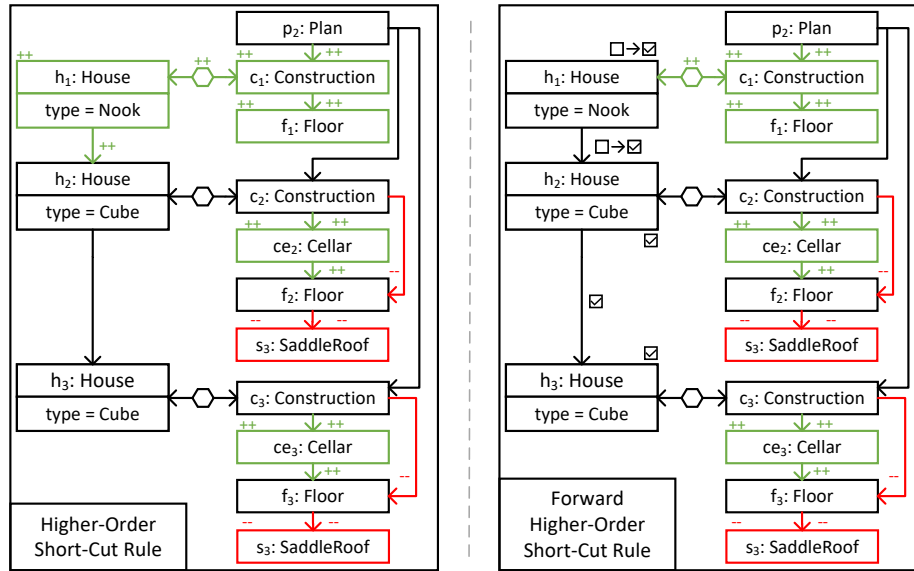 p₂: Plan
++
++
++
++
h₁: House
c₁: Construction
type = Nook
++
++
f₁: Floor
++
h₂: House
c₂: Construction
type = Cube
++
++
ce₂: Cellar
++
--
f₂: Floor
--
--
s₃: SaddleRoof
h₃: House
c₃: Construction
type = Cube
++
++
ce₃: Cellar
++
--
f₃: Floor
--
--
s₃: SaddleRoof
Higher-Order
Short-Cut Rule
p₂: Plan
☐→☑
++
++
++
h₁: House
c₁: Construction
type = Nook
++
++
f₁: Floor
☐→☑
h₂: House
c₂: Construction
type = Cube
++
++
☑
ce₂: Cellar
++
--
f₂: Floor
☑
--
--
s₃: SaddleRoof
☑
h₃: House
c₃: Construction
type = Cube
++
++
ce₃: Cellar
++
--
f₃: Floor
--
--
s₃: SaddleRoof
Forward
Higher-Order
Short-Cut Rule